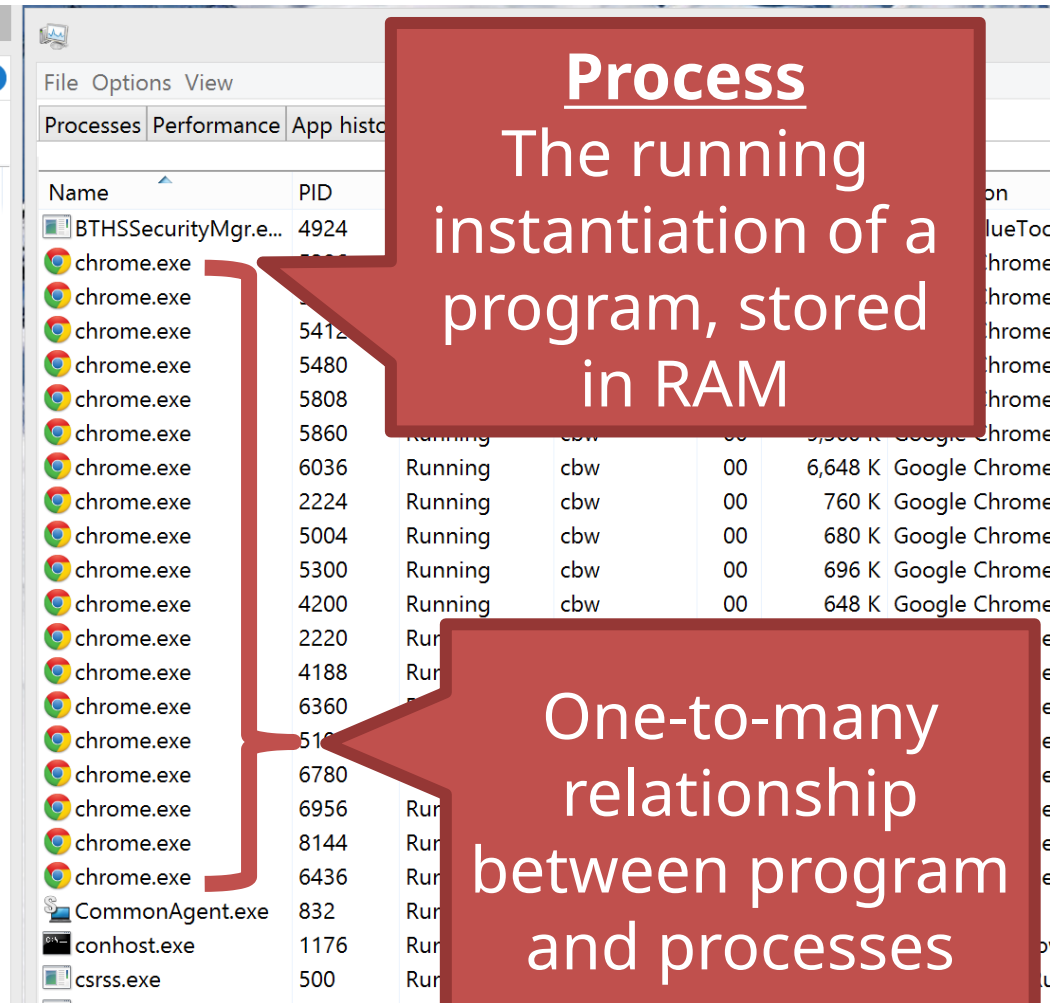 Process
The running
instantiation of a
program, stored
in RAM
File Options View
Processes Performance App histo
Name PID
BTHSSecurityMgr.e... 4924
chrome.exe
chrome.exe
chrome.exe 5412
chrome.exe 5480
chrome.exe 5808
chrome.exe 5860 Running cbw 00 K Google Chrome
chrome.exe 6036 Running cbw 00 6,648 K Google Chrome
chrome.exe 2224 Running cbw 00 760 K Google Chrome
chrome.exe 5004 Running cbw 00 680 K Google Chrome
chrome.exe 5300 Running cbw 00 696 K Google Chrome
chrome.exe 4200 Running cbw 00 648 K Google Chrome
chrome.exe 2220
chrome.exe 4188
chrome.exe 6360
chrome.exe
chrome.exe 6780
chrome.exe 6956
chrome.exe 8144
chrome.exe 6436
CommonAgent.exe 832
conhost.exe 1176
csrss.exe 500
One-to-many
relationship
between program
and processes